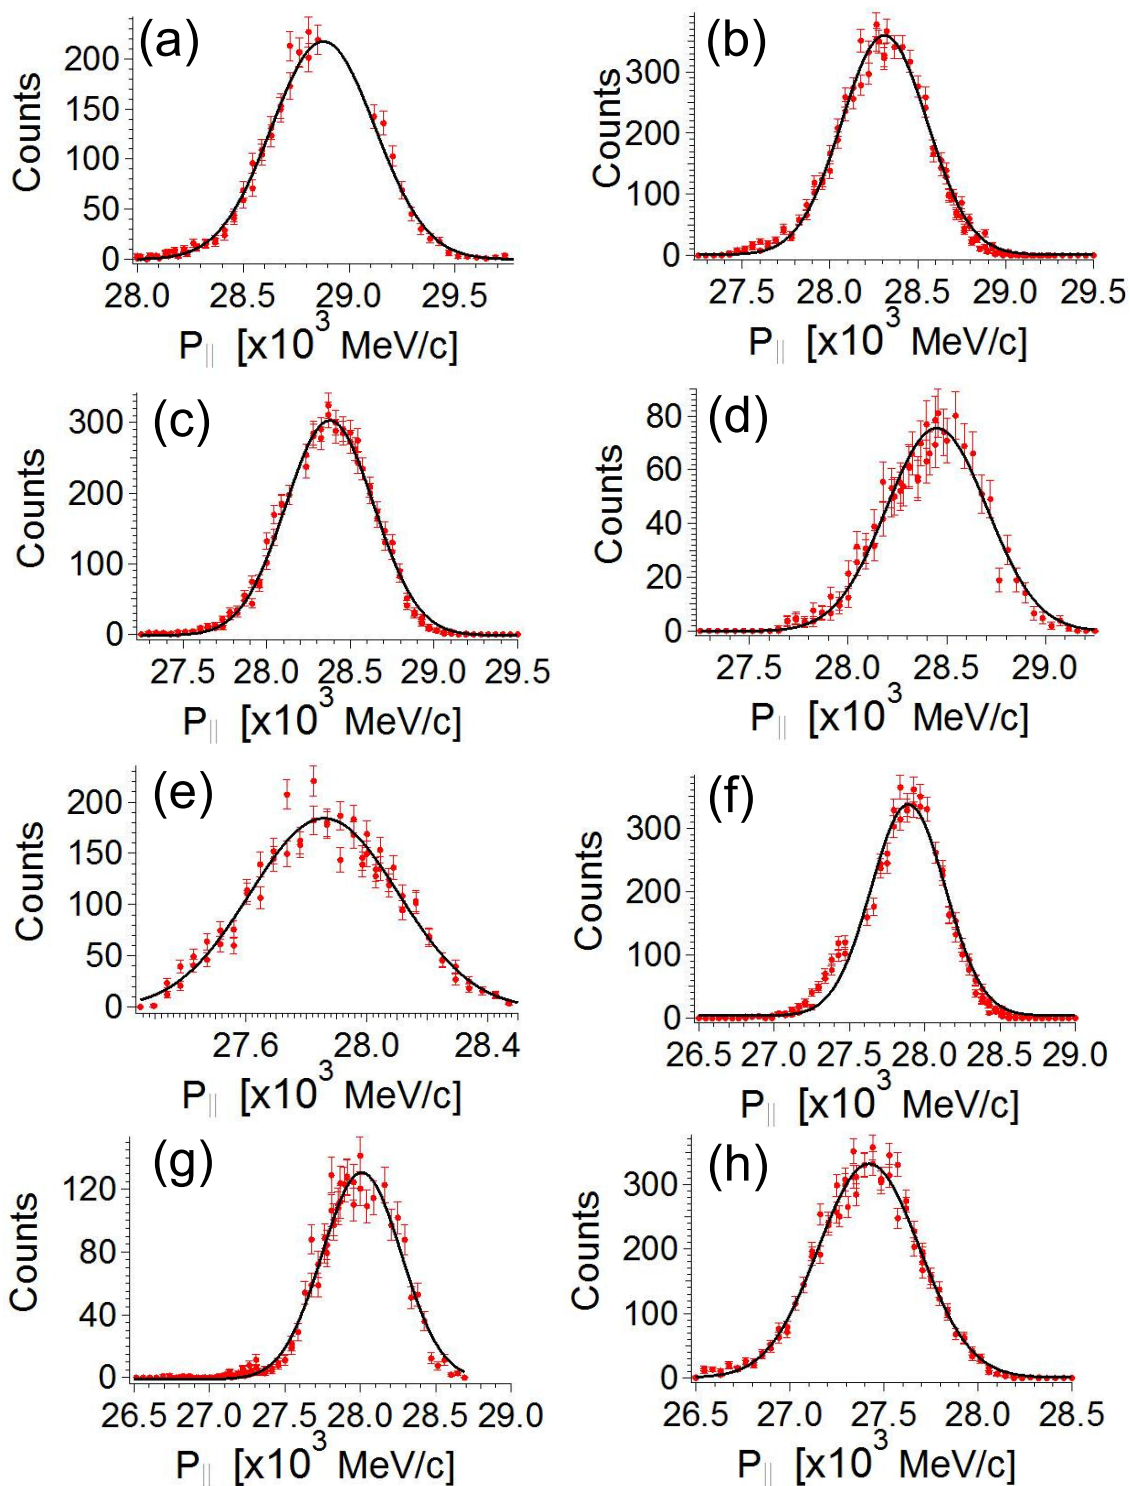 (a)
Counts
200
150
100
50
0
28.0 28.5 29.0 29.5
P|| [x10³ MeV/c]
(b)
Counts
300
200
100
0
27.5 28.0 28.5 29.0 29.5
P|| [x10³ MeV/c]
(c)
Counts
300
200
100
0
27.5 28.0 28.5 29.0 29.5
P|| [x10³ MeV/c]
(d)
Counts
80
60
40
20
0
27.5 28.0 28.5 29.0
P|| [x10³ MeV/c]
(e)
Counts
200
150
100
50
0
27.6 28.0 28.4
P|| [x10³ MeV/c]
(f)
Counts
300
200
100
0
26.5 27.0 27.5 28.0 28.5 29.0
P|| [x10³ MeV/c]
(g)
Counts
120
80
40
0
26.5 27.0 27.5 28.0 28.5 29.0
P|| [x10³ MeV/c]
(h)
Counts
300
200
100
0
26.5 27.0 27.5 28.0 28.5
P|| [x10³ MeV/c]